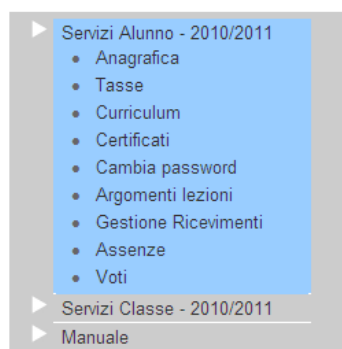 Servizi Alunno - 2010/2011
Anagrafica
Tasse
Curriculum
Certificati
Cambia password
Argomenti lezioni
Gestione Ricevimenti
Assenze
Voti
Servizi Classe - 2010/2011
Manuale